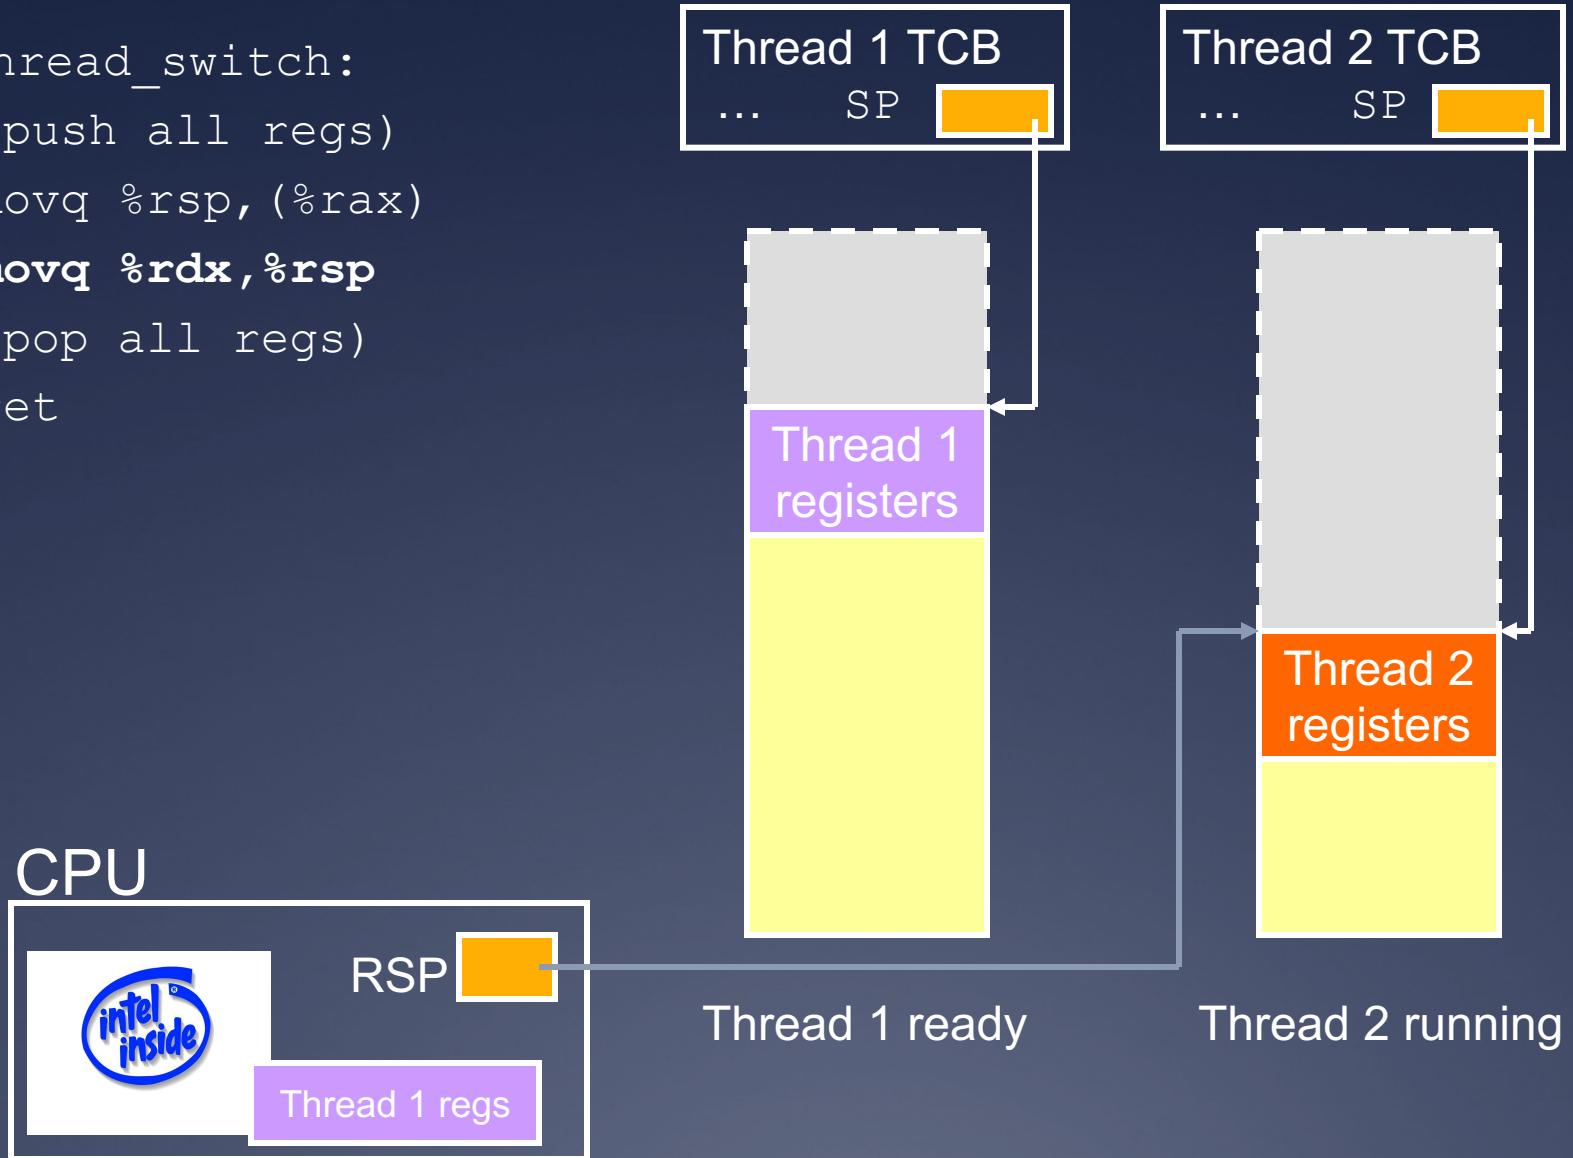 hread_switch:
push all regs)
ovq %rsp,(%rax)
ovq %rdx,%rsp
pop all regs)
et
Thread 1 TCB
... SP
Thread 2 TCB
... SP
Thread 1
registers
Thread 2
registers
CPU
RSP
intel
inside
®
Thread 1 regs
Thread 1 ready
Thread 2 running